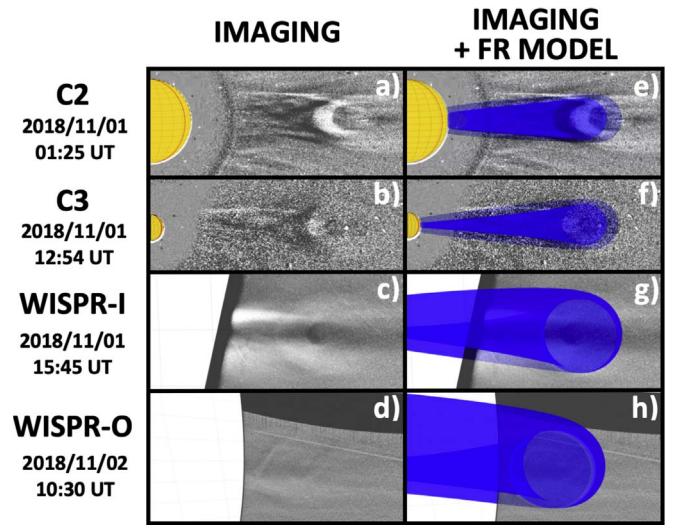 IMAGING
IMAGING
+ FR MODEL
C2
2018/11/01
01:25 UT
a)
e)
C3
2018/11/01
12:54 UT
b)
f)
WISPR-I
2018/11/01
15:45 UT
c)
g)
WISPR-O
2018/11/02
10:30 UT
d)
h)